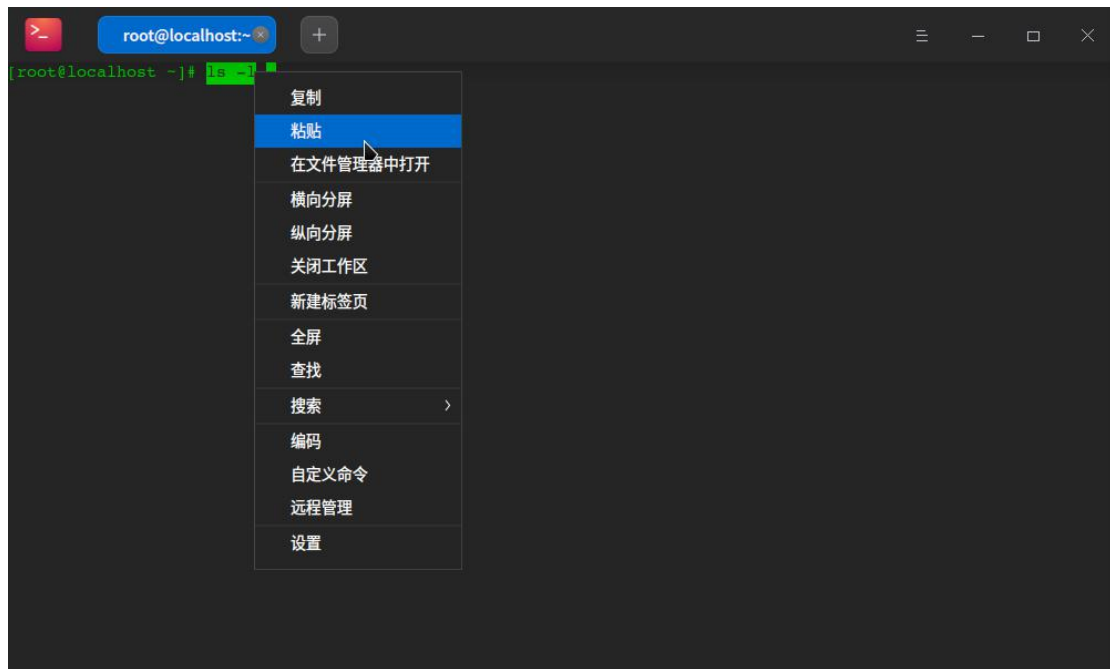 root@localhost:~
[root@localhost ~]# ls -l
复制
粘贴
在文件管理器中打开
横向分屏
纵向分屏
关闭工作区
新建标签页
全屏
查找
搜索
编码
自定义命令
远程管理
设置